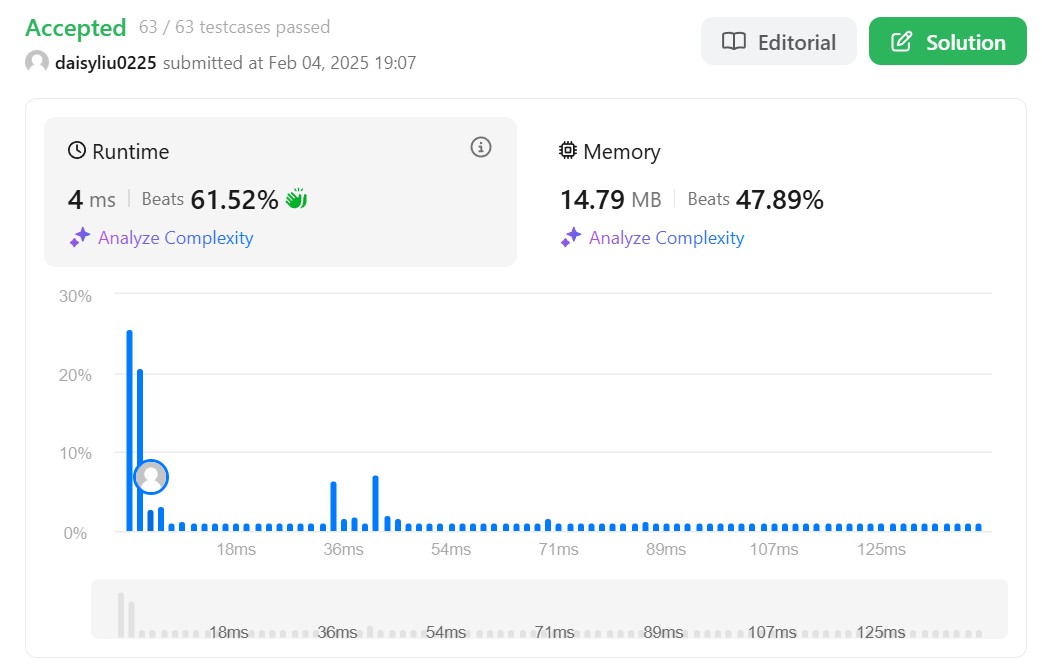 Accepted 63 / 63 testcases passed
Editorial
Solution
daisyliu0225 submitted at Feb 04, 2025 19:07
Runtime
Memory
4 ms Beats 61.52%
14.79 MB Beats 47.89%
Analyze Complexity
Analyze Complexity
30%
20%
10%
0%
18ms 36ms 54ms 71ms 89ms 107ms 125ms
18ms 36ms 54ms 71ms 89ms 107ms 125ms